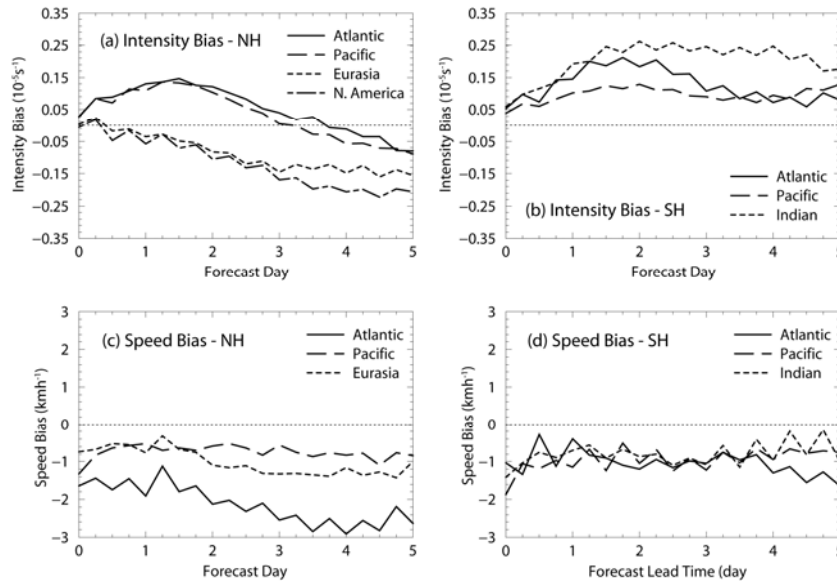 (a) Intensity Bias - NH
Atlantic
Pacific
Eurasia
N. America
Intensity Bias (10⁻⁵s⁻¹)
0.35
0.25
0.15
0.05
−0.05
−0.15
−0.25
−0.35
0 1 2 3 4 5
Forecast Day
0.35
0.25
0.15
0.05
−0.05
−0.15
−0.25
−0.35
Intensity Bias (10⁻⁵s⁻¹)
Atlantic
Pacific
Indian
(b) Intensity Bias - SH
0 1 2 3 4 5
Forecast Day
(c) Speed Bias - NH
Atlantic
Pacific
Eurasia
Speed Bias (kmh⁻¹)
3
2
1
0
−1
−2
−3
0 1 2 3 4 5
Forecast Day
(d) Speed Bias - SH
Atlantic
Pacific
Indian
Speed Bias (kmh⁻¹)
3
2
1
0
−1
−2
−3
0 1 2 3 4 5
Forecast Lead Time (day